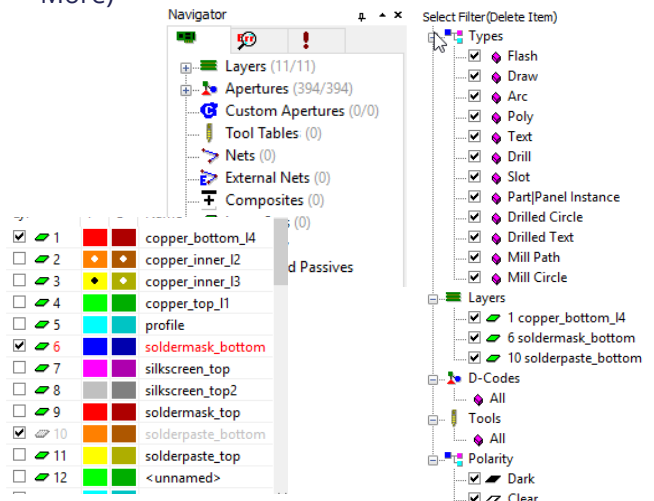 More)
Navigator
Layers (11/11)
Apertures (394/394)
Custom Apertures (0/0)
Tool Tables (0)
Nets (0)
External Nets (0)
Composites (0)
(0)
d Passives
1 copper_bottom_l4
2 copper_inner_l2
3 copper_inner_l3
4 copper_top_l1
5 profile
6 soldermask_bottom
7 silkscreen_top
8 silkscreen_top2
9 soldermask_top
10 solderpaste_bottom
11 solderpaste_top
12 <unnamed>
Select Filter(Delete Item)
Types
Flash
Draw
Arc
Poly
Text
Drill
Slot
Part|Panel Instance
Drilled Circle
Drilled Text
Mill Path
Mill Circle
Layers
1 copper_bottom_l4
6 soldermask_bottom
10 solderpaste_bottom
D-Codes
All
Tools
All
Polarity
Dark
Clear